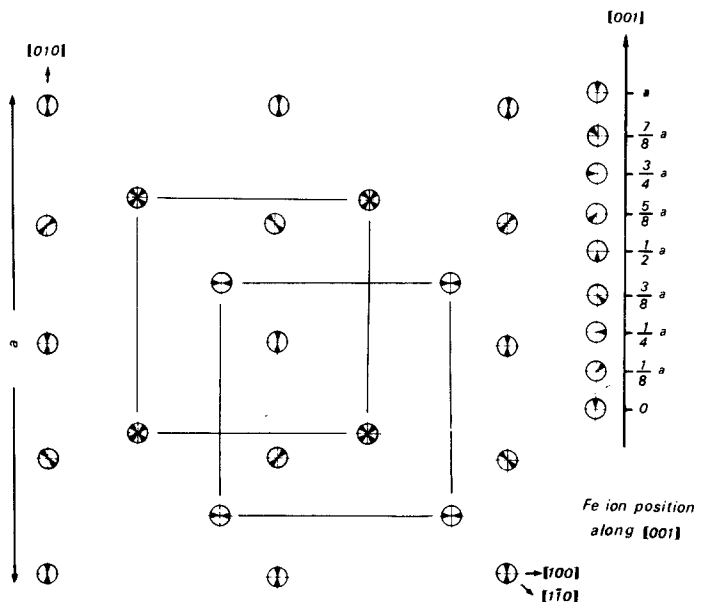 [010]
a
[001]
a
7/8 a
3/4 a
5/8 a
1/2 a
3/8 a
1/4 a
1/8 a
0
Fe ion position
along [001]
[100]
[11̄0]